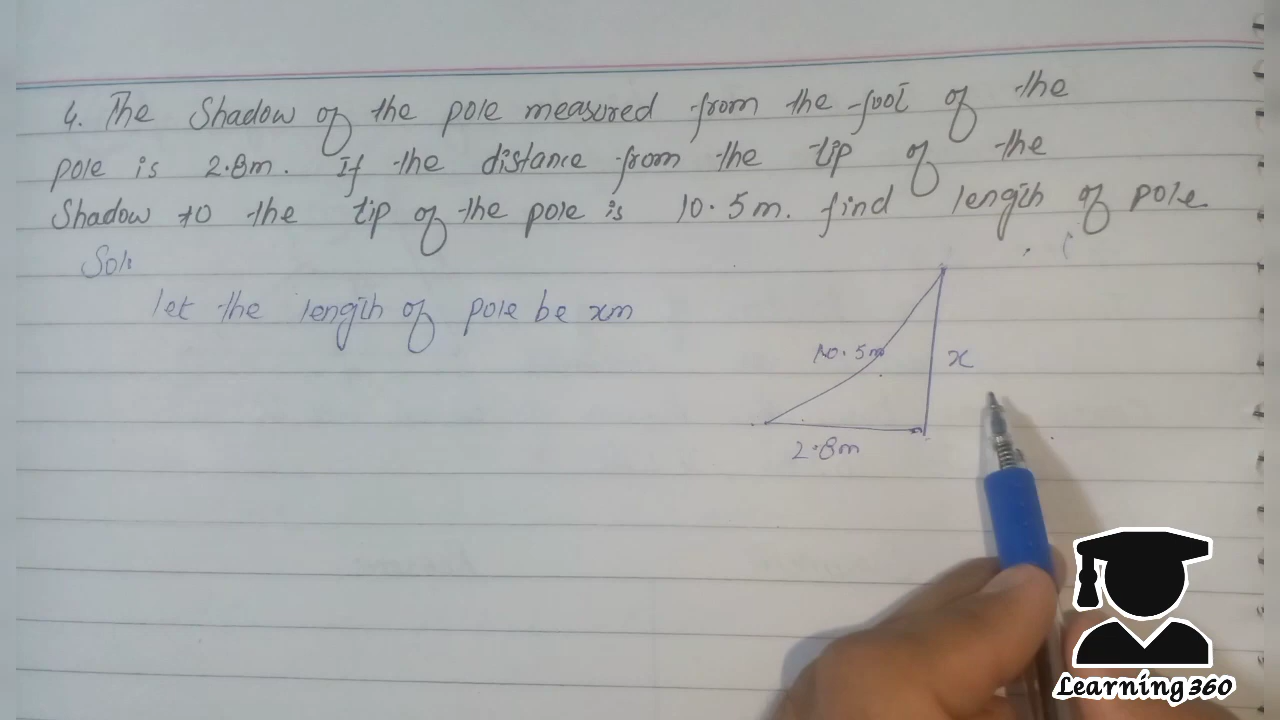 4. The Shadow of the pole measured from the foot of the
pole is 2.8m. If the distance from the tip of the
Shadow to the tip of the pole is 10.5m. find length of pole
Sol:
let the length of pole be xm
10.5m
x
2.8m
Learning360